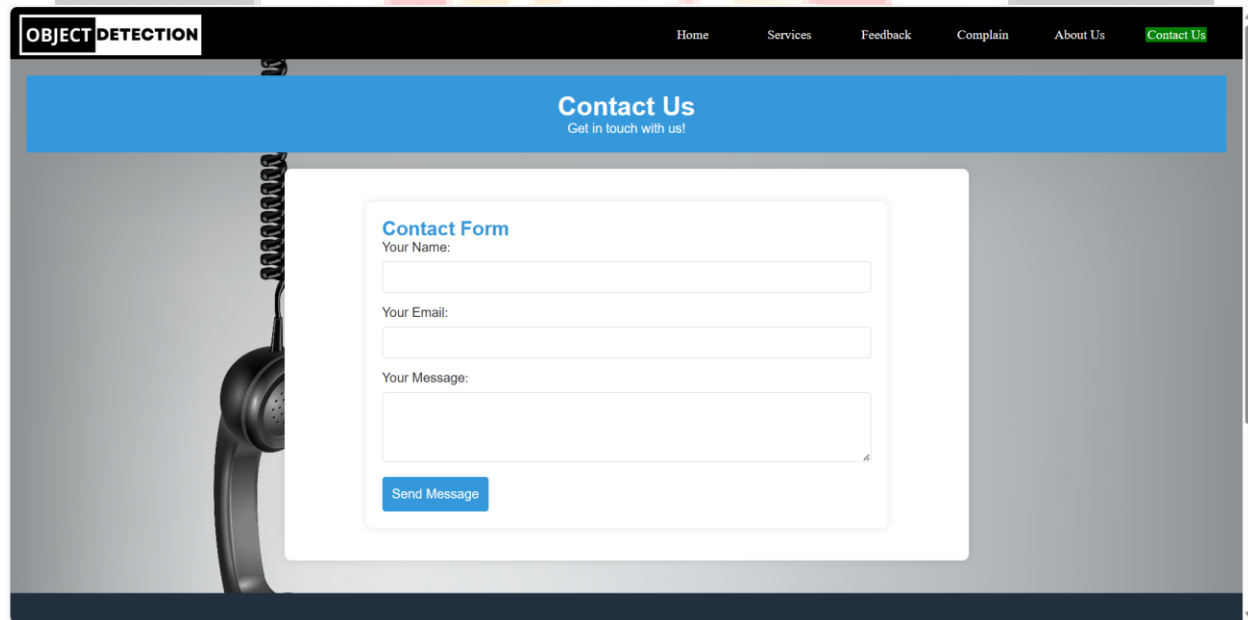 OBJECT DETECTION
Home Services Feedback Complain About Us Contact Us
Contact Us
Get in touch with us!
Contact Form
Your Name:
Your Email:
Your Message:
Send Message